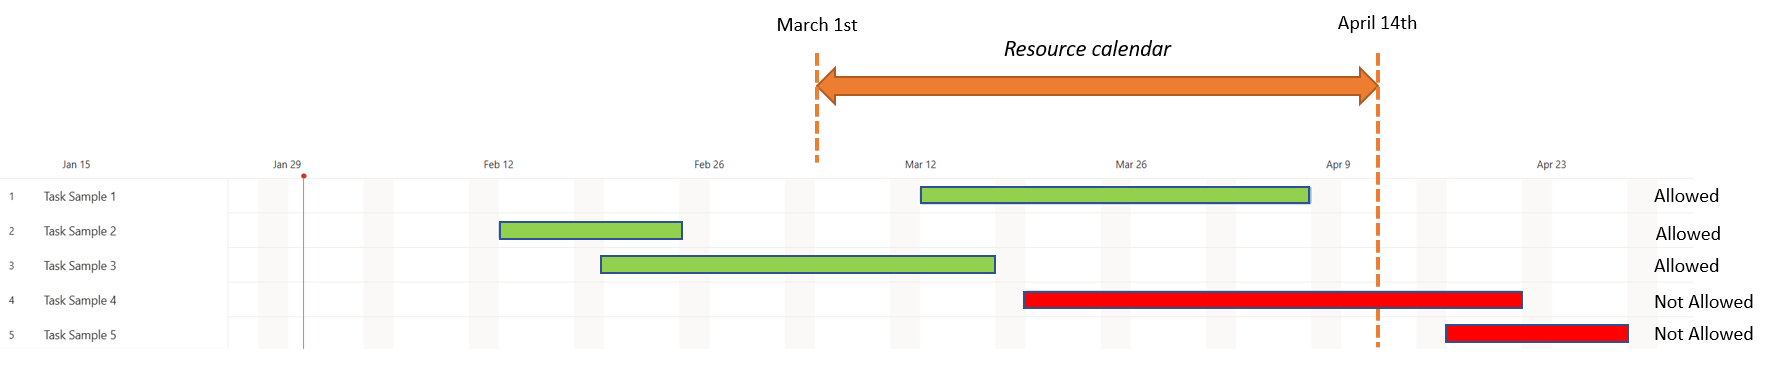 March 1st
April 14th
Resource calendar
Jan 15 Jan 29 Feb 12 Feb 26 Mar 12 Mar 26 Apr 9 Apr 23
1 Task Sample 1 Allowed
2 Task Sample 2 Allowed
3 Task Sample 3 Allowed
4 Task Sample 4 Not Allowed
5 Task Sample 5 Not Allowed